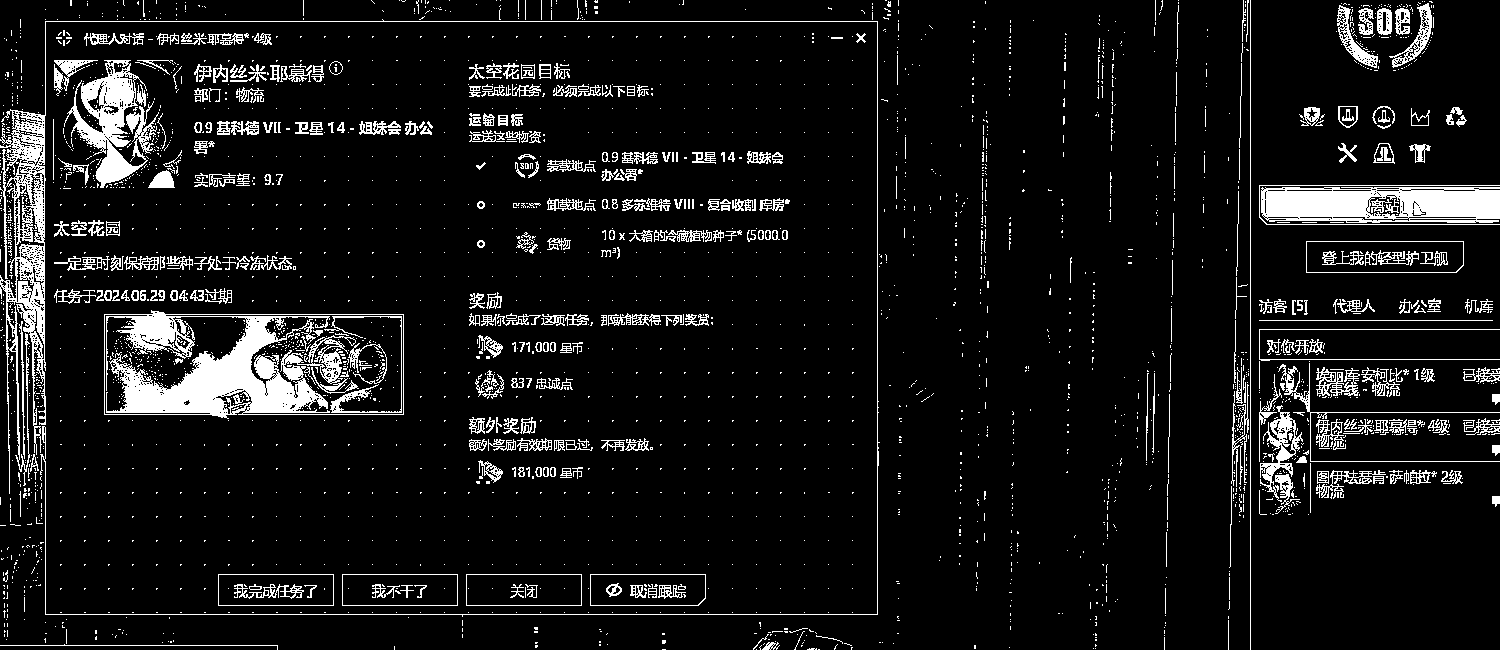 代理人对话 - 伊内丝米·耶慕得* 4级
伊内丝米·耶慕得
部门：物流
0.9 基科德 VII - 卫星 14 - 姐妹会 办公
署*
实际声望：9.7
太空花园
一定要时刻保持那些种子处于冷冻状态。
任务于2024.06.29 04:43过期
太空花园目标
要完成此任务，必须完成以下目标：
运输目标
运送这些物资：
soe
装载地点
0.9 基科德 VII - 卫星 14 - 姐妹会
办公署*
卸载地点
0.8 多苏维特 VIII - 复合收割 库房*
货物
10 x 大箱的冷藏植物种子* (5000.0
m³)
奖励
如果你完成了这项任务，那就能获得下列奖赏：
171,000 星币
837 忠诚点
额外奖励
额外奖励有效期限已过，不再发放。
181,000 星币
我完成任务了
我不干了
关闭
取消跟踪
soe
离站
登上我的轻型护卫舰
访客 [5]
代理人
办公室
机库
对你开放
埃丽库·安柯比* 1级
已接受
故事线 - 物流
伊内丝米·耶慕得* 4级
已接受
物流
图伊珐瑟肯·萨帕拉* 2级
物流